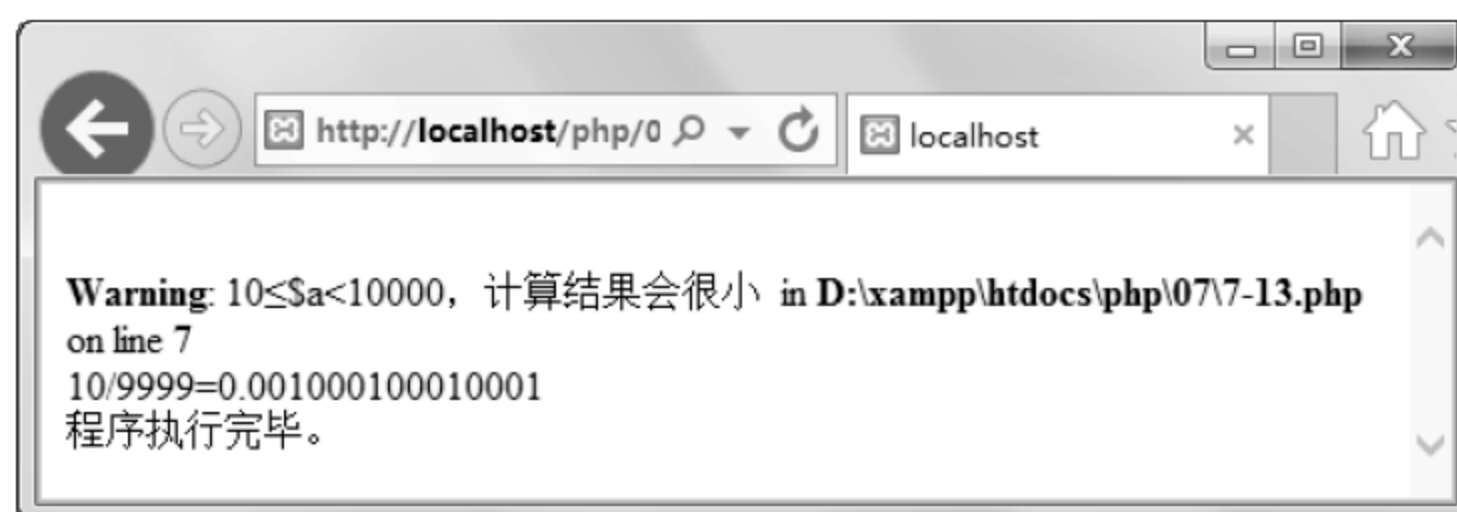 http://localhost/php/0
localhost
Warning: 10≤$a<10000，计算结果会很小 in D:\xampp\htdocs\php\07\7-13.php
on line 7
10/9999=0.001000100010001
程序执行完毕。